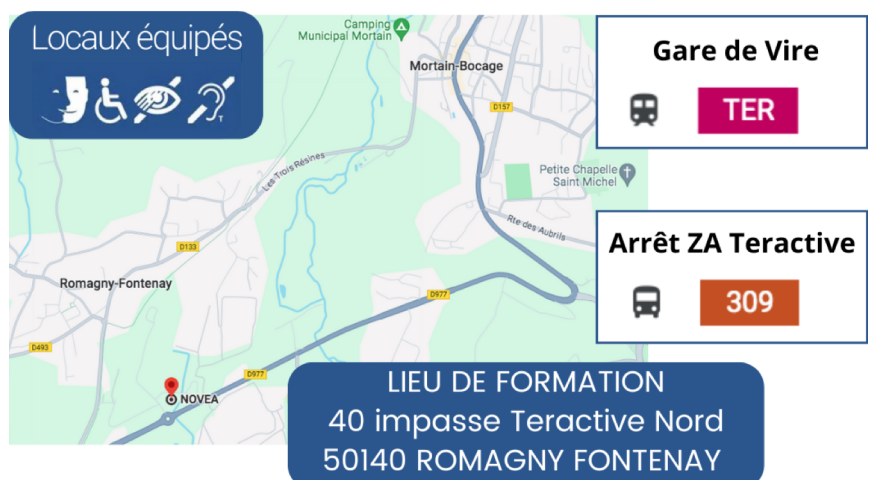 Locaux équipés
T
Camping
Municipal Mortain
Mortain-Bocage
D157
Les Trois Résines
Petite Chapelle
Saint Michel
Rte des Aubrils
D133
Romagny-Fontenay
D977
D493
D977
NOVEA
Gare de Vire
TER
Arrêt ZA Teractive
309
LIEU DE FORMATION
40 impasse Teractive Nord
50140 ROMAGNY FONTENAY